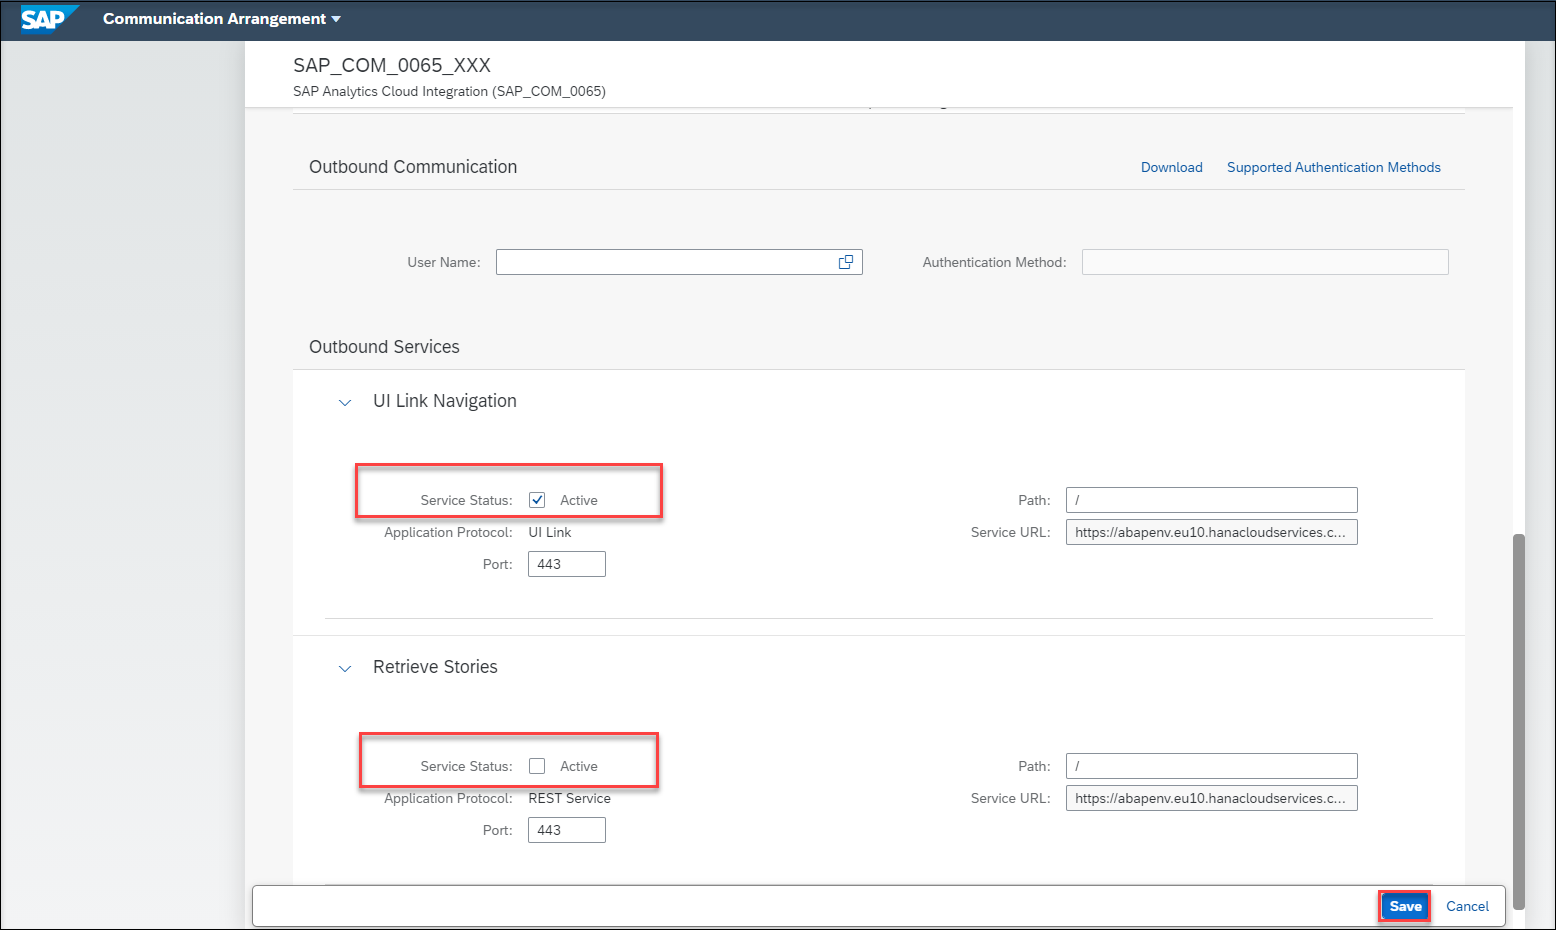 SAP Communication Arrangement
SAP_COM_0065_XXX
SAP Analytics Cloud Integration (SAP_COM_0065)
Outbound Communication Download Supported Authentication Methods
User Name: Authentication Method:
Outbound Services
UI Link Navigation
Service Status: Active Path: /
Application Protocol: UI Link Service URL: https://abapenv.eu10.hanacloudservices.c...
Port: 443
Retrieve Stories
Service Status: Active Path: /
Application Protocol: REST Service Service URL: https://abapenv.eu10.hanacloudservices.c...
Port: 443
Save Cancel